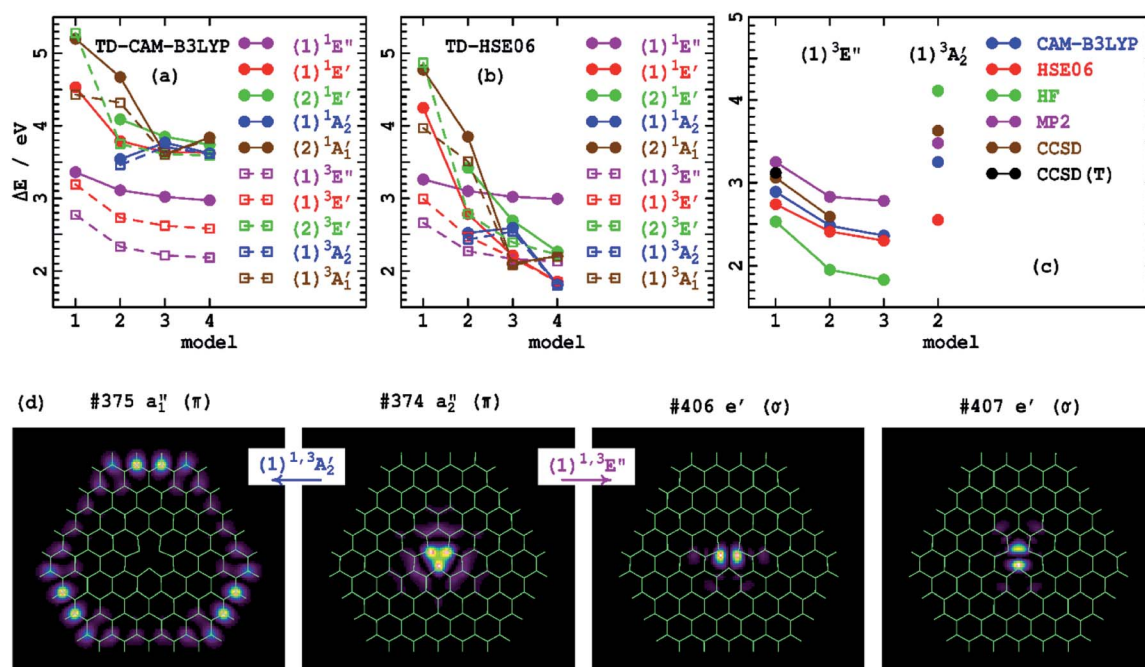 TD-CAM-B3LYP
(a)
ΔE / eV
5
4
3
2
1 2 3 4
model
(1)¹E"
(1)¹E'
(2)¹E'
(1)¹A₂'
(2)¹A₁'
(1)³E"
(1)³E'
(2)³E'
(1)³A₂'
(1)³A₁'
TD-HSE06
(b)
5
4
3
2
1 2 3 4
model
(1)¹E"
(1)¹E'
(2)¹E'
(1)¹A₂'
(2)¹A₁'
(1)³E"
(1)³E'
(2)³E'
(1)³A₂'
(1)³A₁'
(1)³E" (1)³A₂'
5
4
3
2
1 2 3 2
model
CAM-B3LYP
HSE06
HF
MP2
CCSD
CCSD(T)
(c)
(d) #375 a₁" (π) #374 a₂" (π) #406 e' (σ) #407 e' (σ)
(1)¹,³A₂' (1)¹,³E"